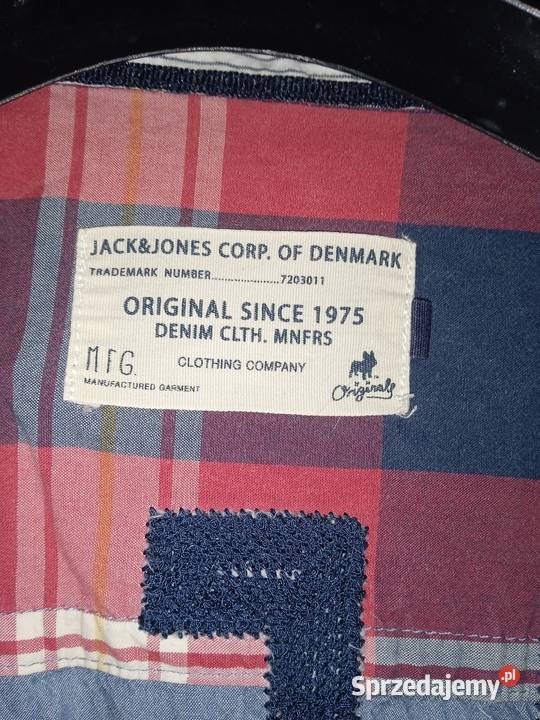 JACK&JONES CORP. OF DENMARK
TRADEMARK NUMBER.....................7203011
ORIGINAL SINCE 1975
DENIM CLTH. MNFRS
MFG. CLOTHING COMPANY
MANUFACTURED GARMENT
Originals
Sprzedajemy.pl